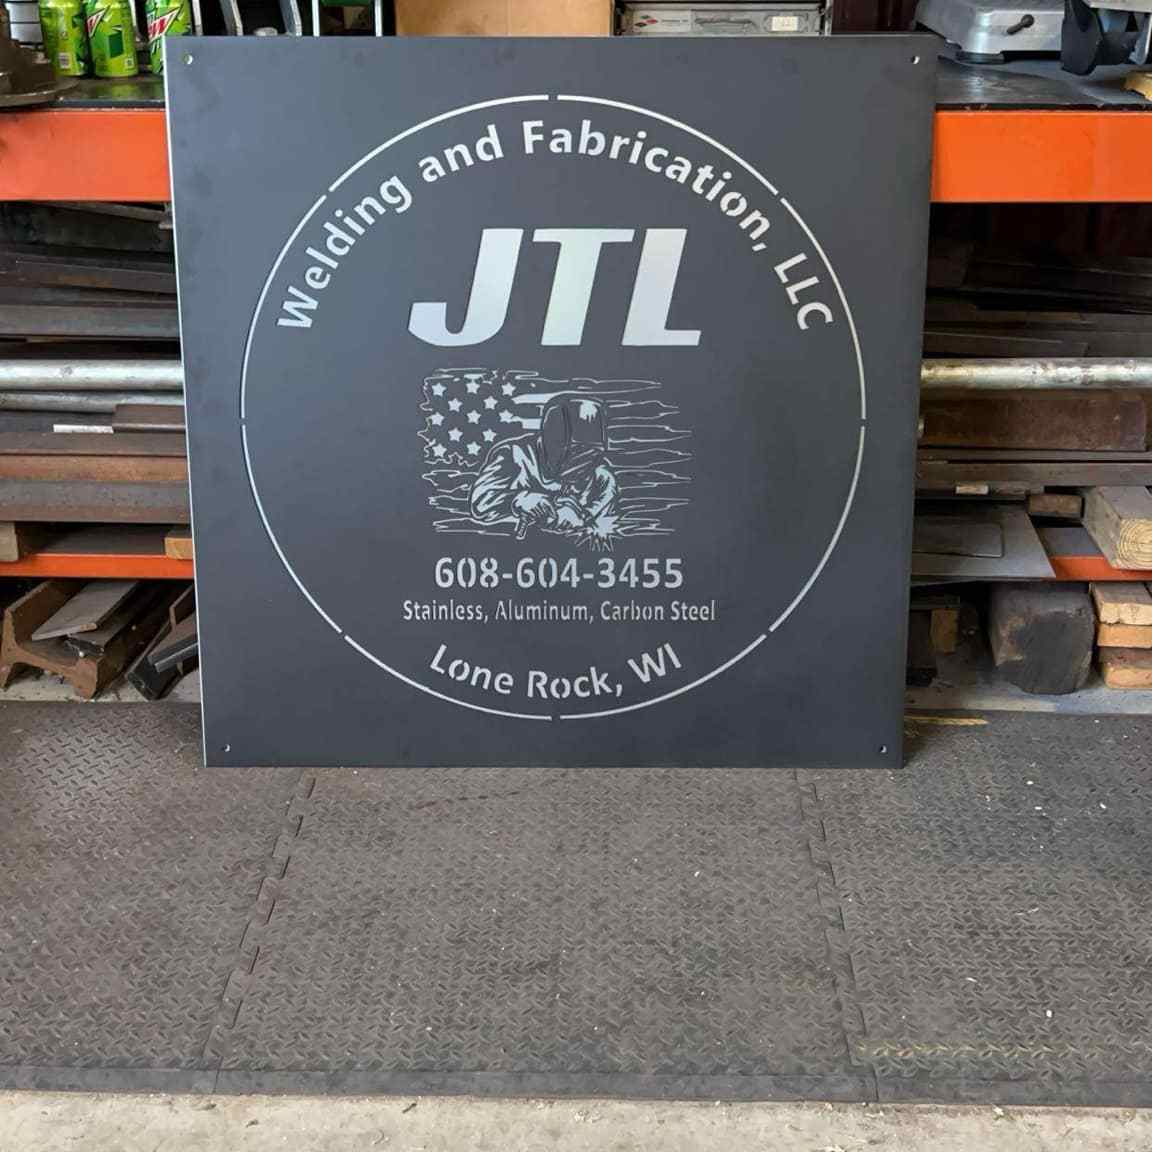 Welding and Fabrication, LLC
JTL
608-604-3455
Stainless, Aluminum, Carbon Steel
Lone Rock, WI